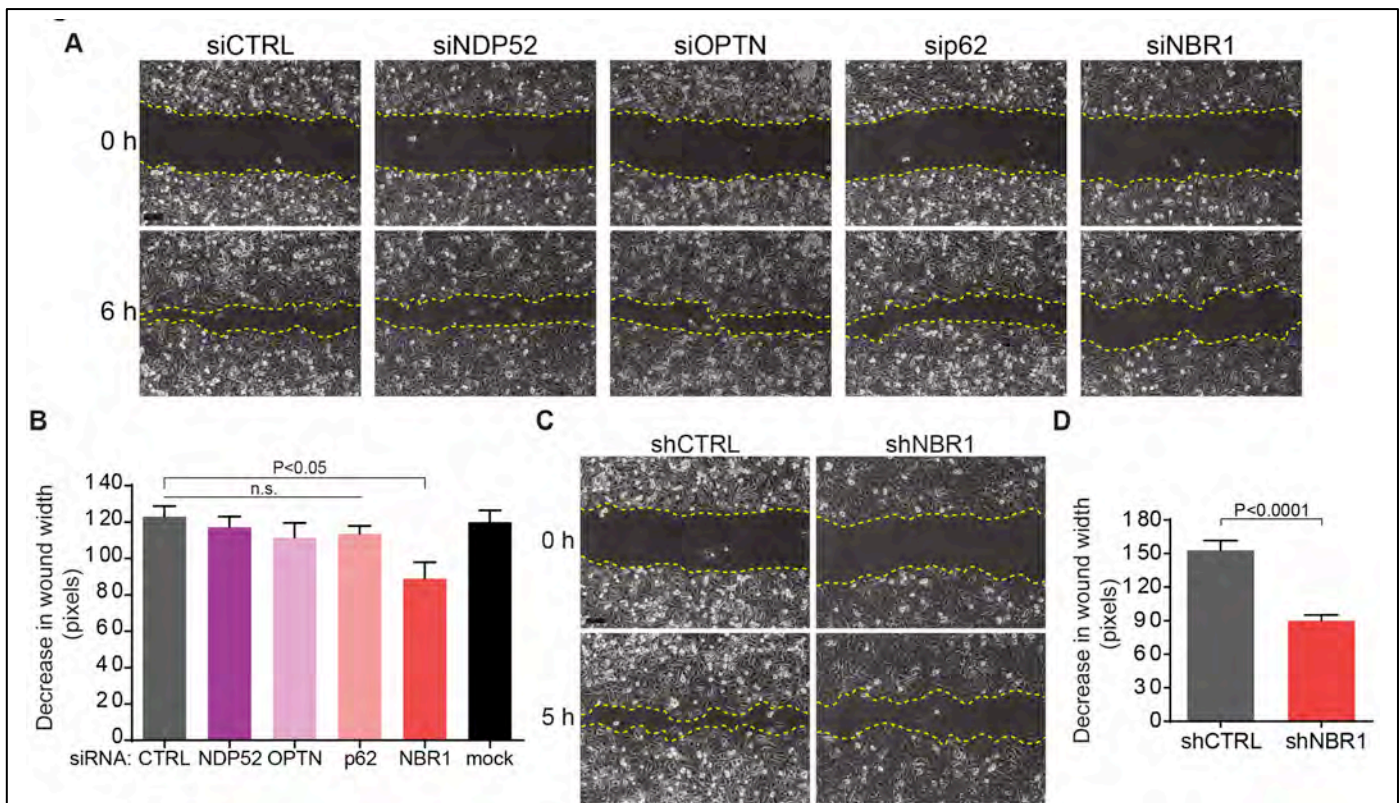 A
siCTRL siNDP52 siOPTN sip62 siNBR1
0 h
6 h
B
P<0.05
n.s.
Decrease in wound width
(pixels)
140
120
100
80
60
40
20
0
siRNA: CTRL NDP52 OPTN p62 NBR1 mock
C
shCTRL shNBR1
0 h
5 h
D
P<0.0001
Decrease in wound width
(pixels)
180
150
120
90
60
30
0
shCTRL shNBR1